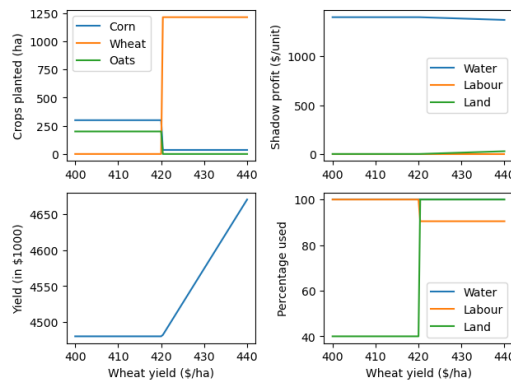 Crops planted (ha)
1250
1000
750
500
250
0
Corn
Wheat
Oats
400
410
420
430
440
Shadow profit ($/unit)
1000
0
Water
Labour
Land
400
410
420
430
440
Yield (in $1000)
4650
4600
4550
4500
400
410
420
430
440
Wheat yield ($/ha)
Percentage used
100
80
60
40
Water
Labour
Land
400
410
420
430
440
Wheat yield ($/ha)